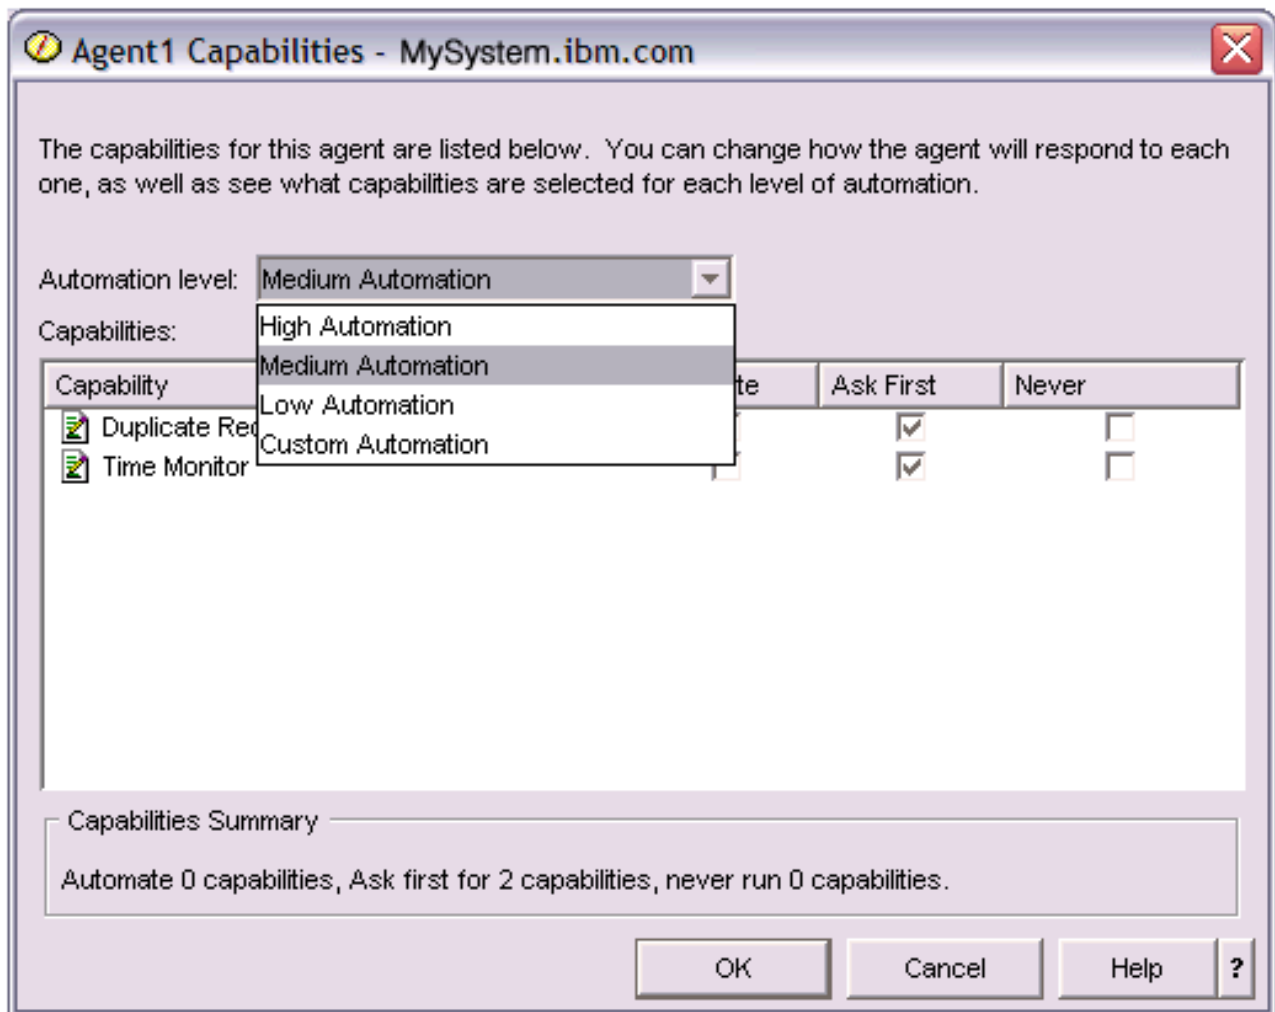 Agent1 Capabilities - MySystem.ibm.com
The capabilities for this agent are listed below. You can change how the agent will respond to each
one, as well as see what capabilities are selected for each level of automation.
Automation level: Medium Automation
High Automation
Medium Automation
Low Automation
Custom Automation
Capabilities:
Capability Ask First Never
Duplicate
Time Monitor
Capabilities Summary
Automate 0 capabilities, Ask first for 2 capabilities, never run 0 capabilities.
OK Cancel Help ?